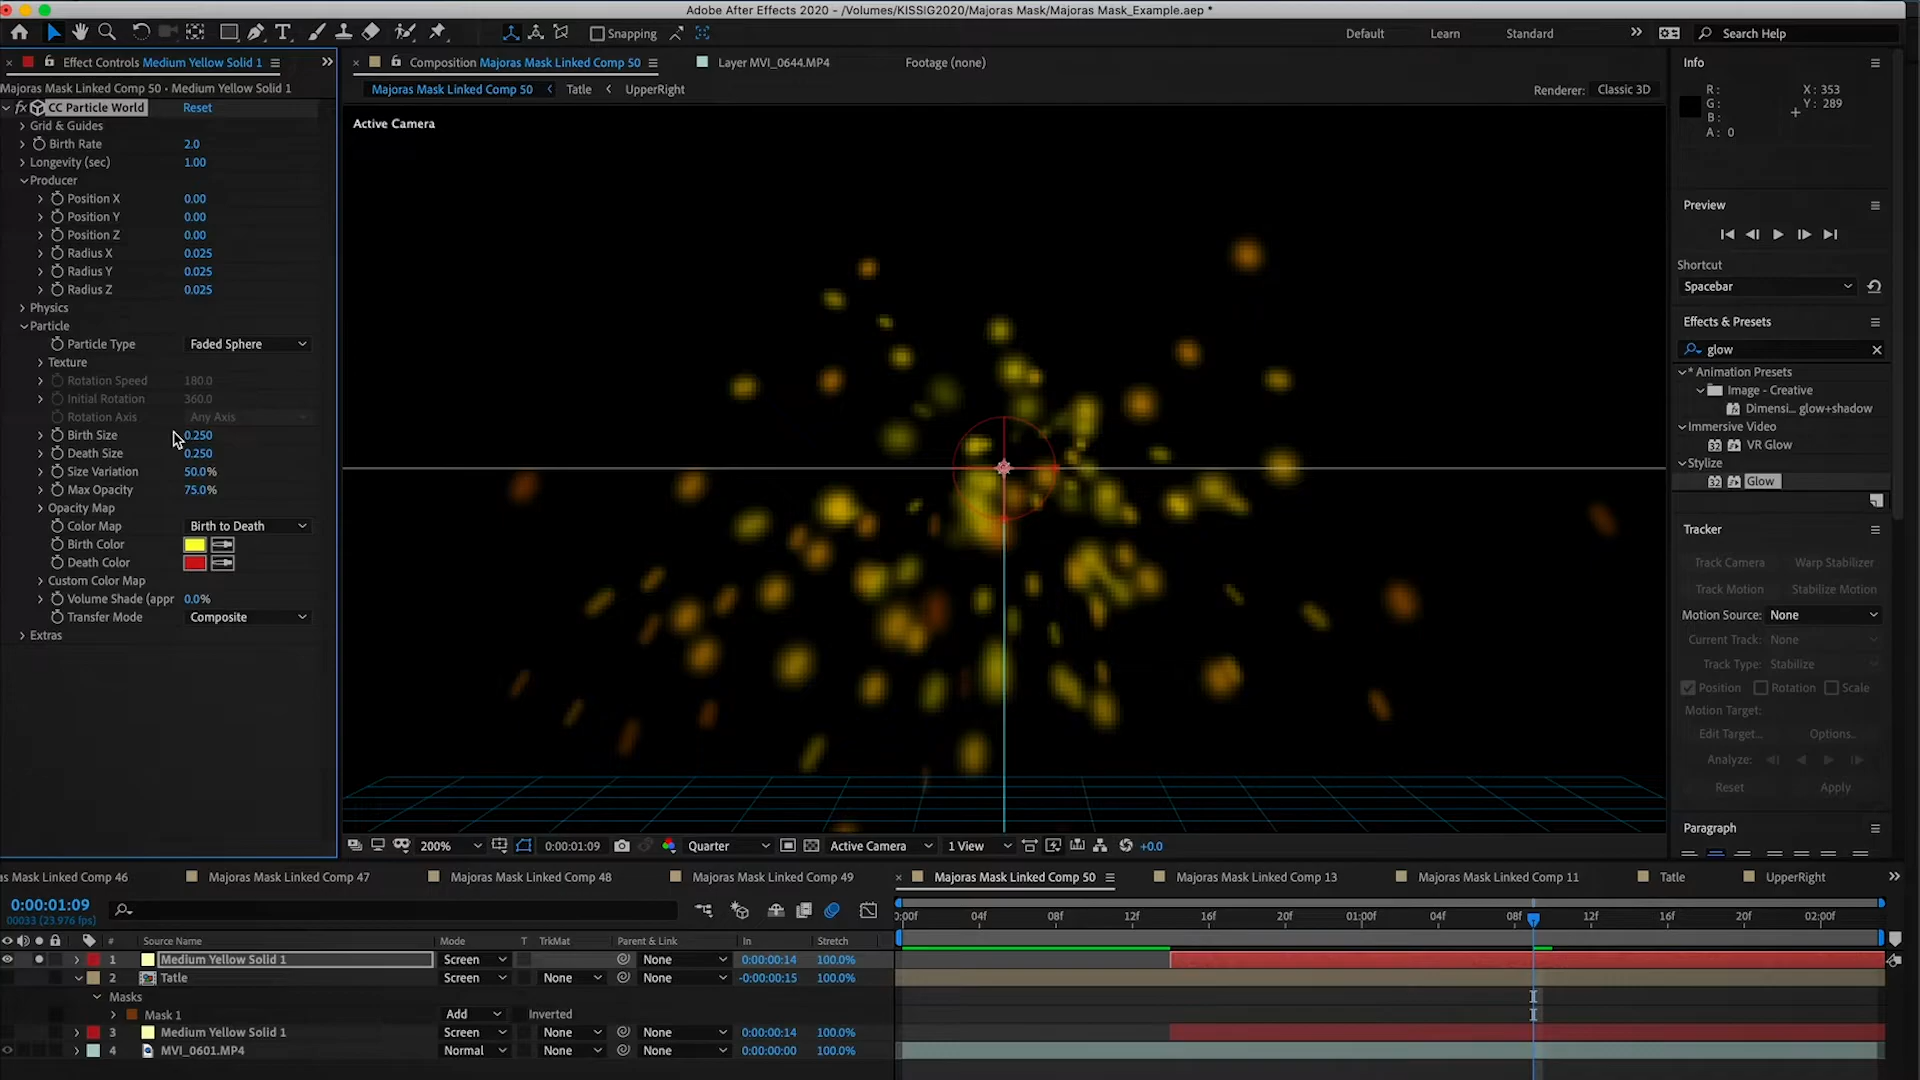 Adobe After Effects 2020 - /Volumes/KISSIG2020/Majoras Mask/Majoras Mask_Example.aep *
Snapping
Default
Learn
Standard
Search Help
Effect Controls Medium Yellow Solid 1
Composition Majoras Mask Linked Comp 50
Layer MVI_0644.MP4
Footage (none)
Majoras Mask Linked Comp 50 • Medium Yellow Solid 1
Majoras Mask Linked Comp 50
Tatle
UpperRight
Renderer:
Classic 3D
Active Camera
fx CC Particle World
Reset
Grid & Guides
Birth Rate
2.0
Longevity (sec)
1.00
Producer
Position X
0.00
Position Y
0.00
Position Z
0.00
Radius X
0.025
Radius Y
0.025
Radius Z
0.025
Physics
Particle
Particle Type
Faded Sphere
Texture
Rotation Speed
180.0
Initial Rotation
360.0
Rotation Axis
Any Axis
Birth Size
0.250
Death Size
0.250
Size Variation
50.0%
Max Opacity
75.0%
Opacity Map
Color Map
Birth to Death
Birth Color
Death Color
Custom Color Map
Volume Shade (appr
0.0%
Transfer Mode
Composite
Extras
Info
R:
G:
B:
A: 0
X: 353
Y: 289
Preview
Shortcut
Spacebar
Effects & Presets
glow
* Animation Presets
Image - Creative
Dimensi... glow+shadow
Immersive Video
32 VR Glow
Stylize
32 Glow
Tracker
Track Camera
Warp Stabilizer
Track Motion
Stabilize Motion
Motion Source: None
Current Track: None
Track Type: Stabilize
Position
Rotation
Scale
Motion Target:
Edit Target...
Options..
Analyze:
Reset
Apply
Paragraph
200%
0:00:01:09
Quarter
Active Camera
1 View
+0.0
as Mask Linked Comp 46
Majoras Mask Linked Comp 47
Majoras Mask Linked Comp 48
Majoras Mask Linked Comp 49
Majoras Mask Linked Comp 50
Majoras Mask Linked Comp 13
Majoras Mask Linked Comp 11
Tatle
UpperRight
0:00:01:09
00033 (23.976 fps)
:00f
04f
08f
12f
16f
20f
01:00f
04f
08f
12f
16f
20f
02:00f
#
Source Name
Mode
T
TrkMat
Parent & Link
In
Stretch
1 Medium Yellow Solid 1 Screen None 0:00:00:14 100.0%
2 Tatle Screen None None -0:00:00:15 100.0%
Masks
Mask 1 Add Inverted
3 Medium Yellow Solid 1 Screen None None 0:00:00:14 100.0%
4 MVI_0601.MP4 Normal None None 0:00:00:00 100.0%